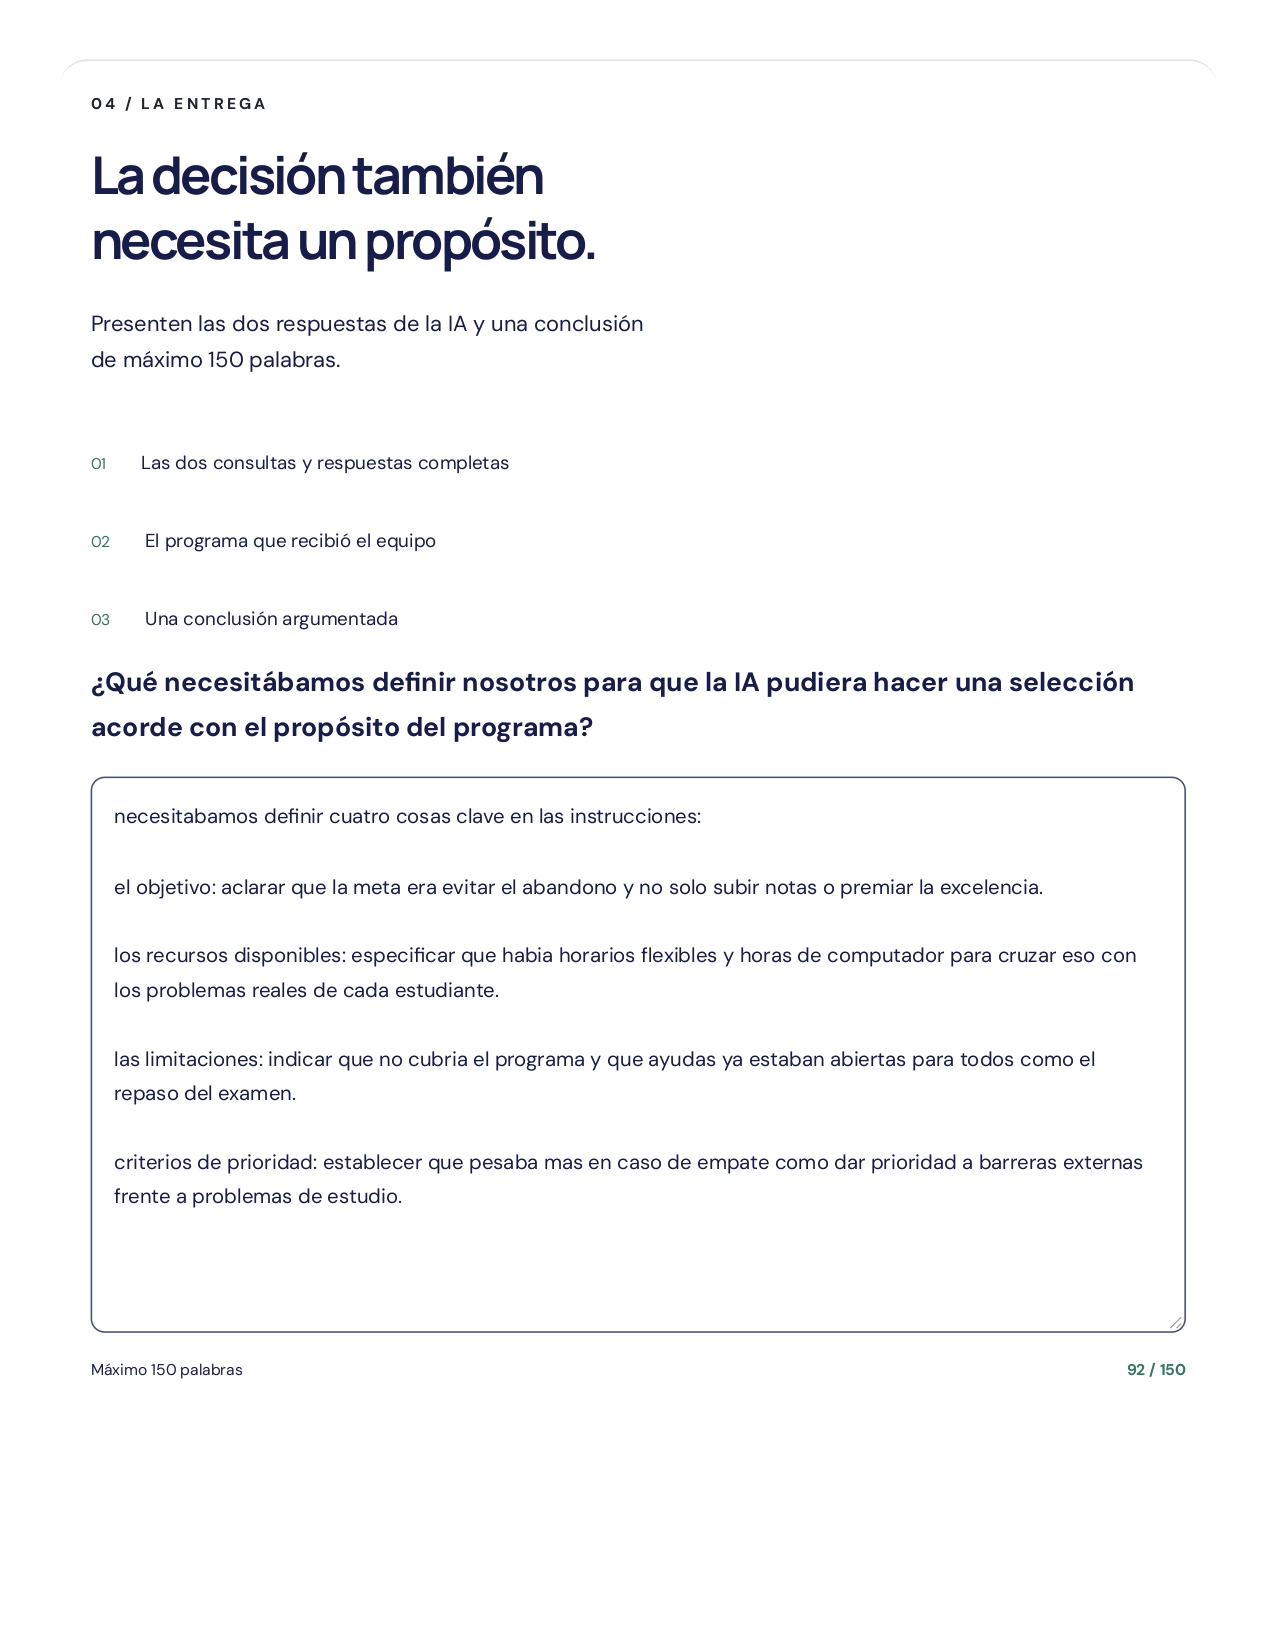 04 / LA ENTREGA
La decisión también
necesita un propósito.
Presenten las dos respuestas de la IA y una conclusión
de máximo 150 palabras.
01 Las dos consultas y respuestas completas
02 El programa que recibió el equipo
03 Una conclusión argumentada
¿Qué necesitábamos definir nosotros para que la IA pudiera hacer una selección
acorde con el propósito del programa?
necesitabamos definir cuatro cosas clave en las instrucciones:
el objetivo: aclarar que la meta era evitar el abandono y no solo subir notas o premiar la excelencia.
los recursos disponibles: especificar que habia horarios flexibles y horas de computador para cruzar eso con
los problemas reales de cada estudiante.
las limitaciones: indicar que no cubria el programa y que ayudas ya estaban abiertas para todos como el
repaso del examen.
criterios de prioridad: establecer que pesaba mas en caso de empate como dar prioridad a barreras externas
frente a problemas de estudio.
Máximo 150 palabras 92 / 150